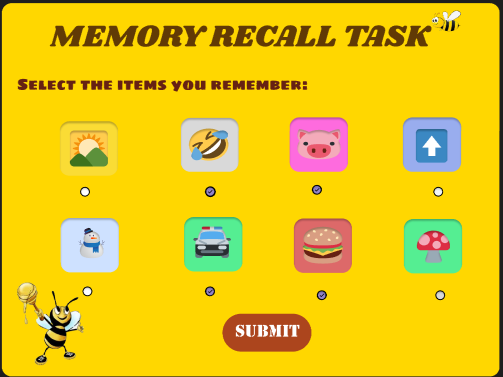 MEMORY RECALL TASK
Select the items you remember:
SUBMIT